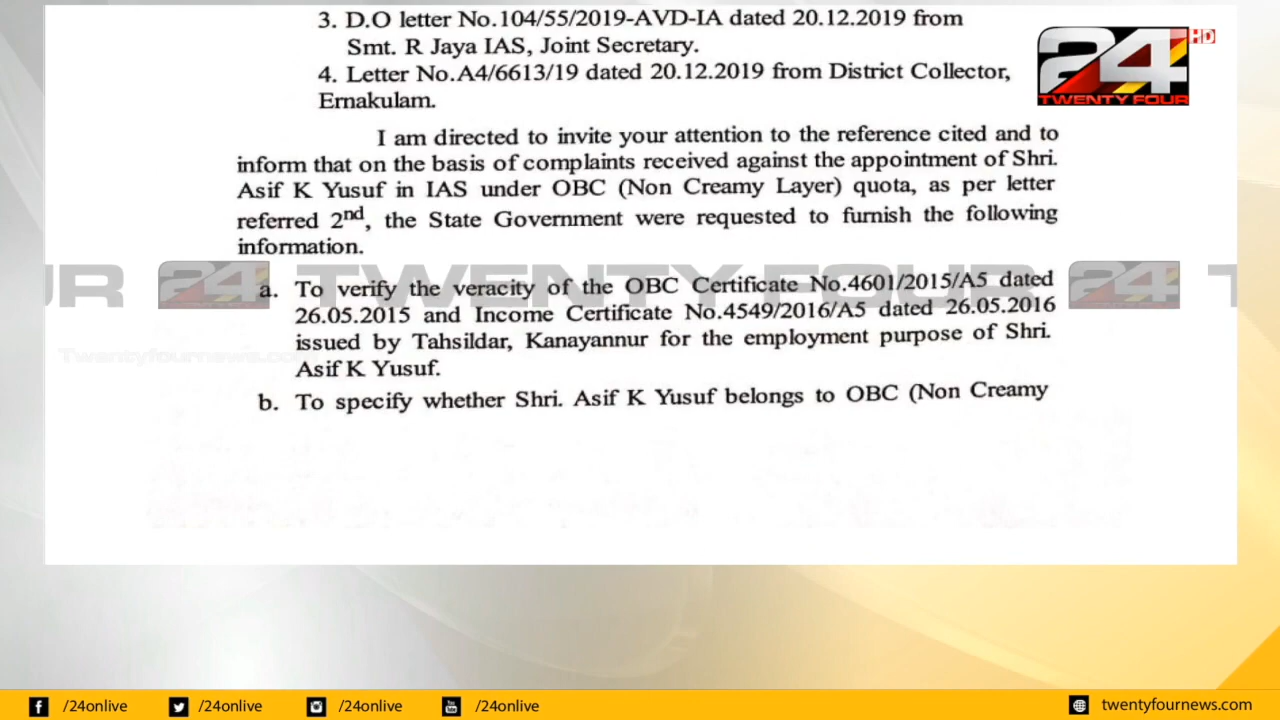 3. D.O letter No.104/55/2019-AVD-IA dated 20.12.2019 from
Smt. R Jaya IAS, Joint Secretary.
4. Letter No.A4/6613/19 dated 20.12.2019 from District Collector,
Ernakulam.
24 HD
TWENTY FOUR
I am directed to invite your attention to the reference cited and to
inform that on the basis of complaints received against the appointment of Shri.
Asif K Yusuf in IAS under OBC (Non Creamy Layer) quota, as per letter
referred 2nd, the State Government were requested to furnish the following
information.
UR 24 TWENTY FOUR 24 T
a. To verify the veracity of the OBC Certificate No.4601/2015/A5 dated
26.05.2015 and Income Certificate No.4549/2016/A5 dated 26.05.2016
issued by Tahsildar, Kanayannur for the employment purpose of Shri.
Asif K Yusuf.
Twentyfournews.com
b. To specify whether Shri. Asif K Yusuf belongs to OBC (Non Creamy
/24onlive /24onlive /24onlive /24onlive twentyfournews.com